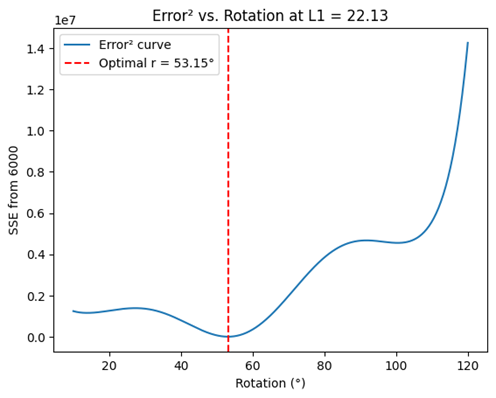 Error² vs. Rotation at L1 = 22.13
1e7
Error² curve
Optimal r = 53.15°
1.4
1.2
1.0
0.8
0.6
0.4
0.2
0.0
SSE from 6000
20 40 60 80 100 120
Rotation (°)